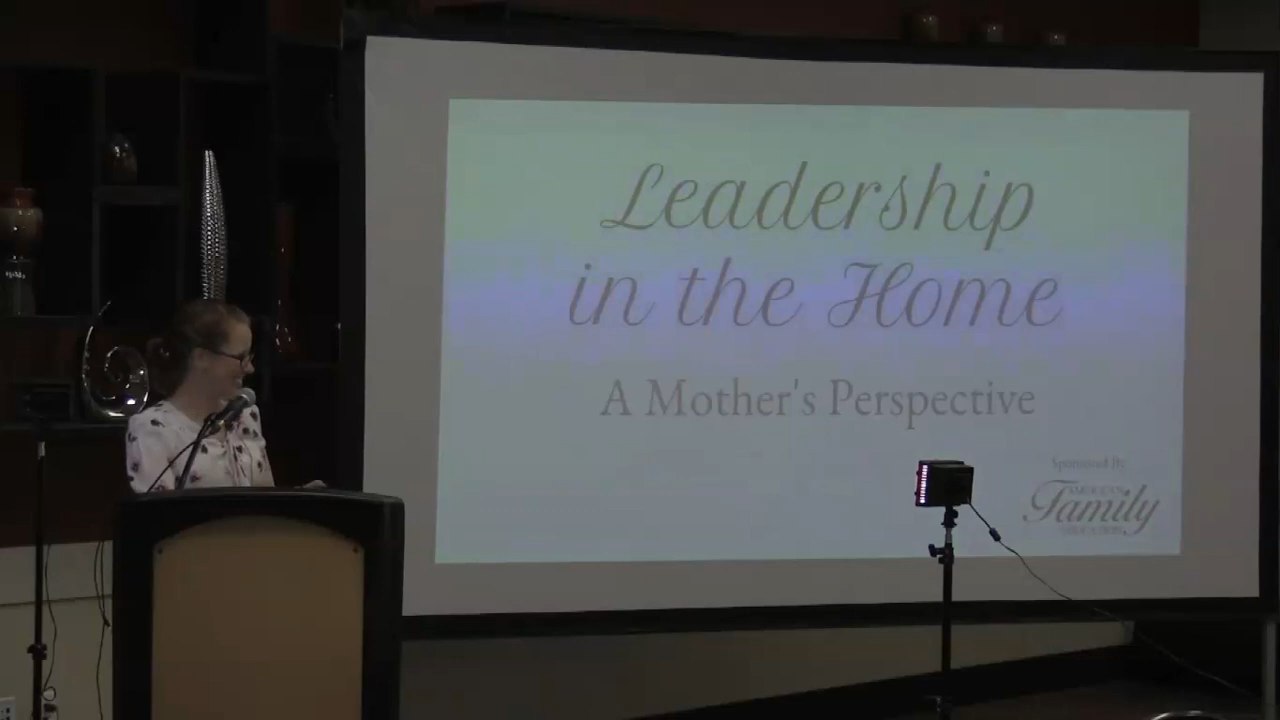 Leadership
in the Home
A Mother's Perspective
Sponsored By
Family